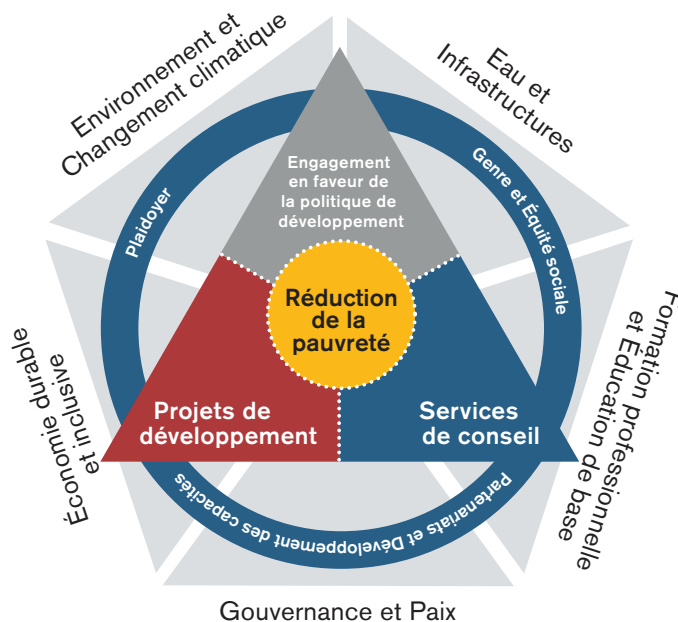 Environnement et
Changement climatique
Eau et
Infrastructures
Engagement
en faveur de
la politique de
développement
Plaidoyer
Genre et Équité sociale
Réduction
de la
pauvreté
Projets de
développement
Services
de conseil
Économie durable
et inclusive
Formation professionnelle
et Éducation de base
Partenariats et Développement des capacités
Gouvernance et Paix